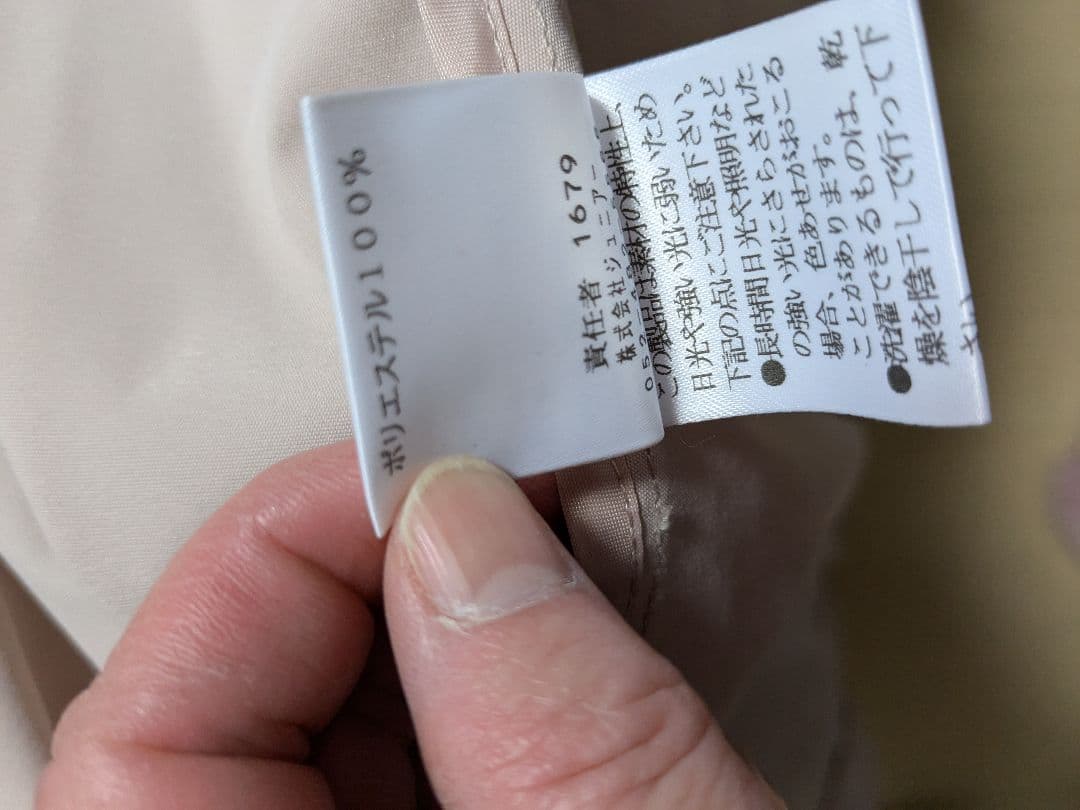 ポリエステル100%
責任者 1679
株式会社ジュニアー
この製品は素材の特性上、
日光や強い光に弱いため
下記の点にご注意下さい。
●長時間日光や照明など
の強い光にさらされた
場合、色あせがおこる
ことがあります。
●洗濯できるものは、乾
燥を陰干しで行って下
さい